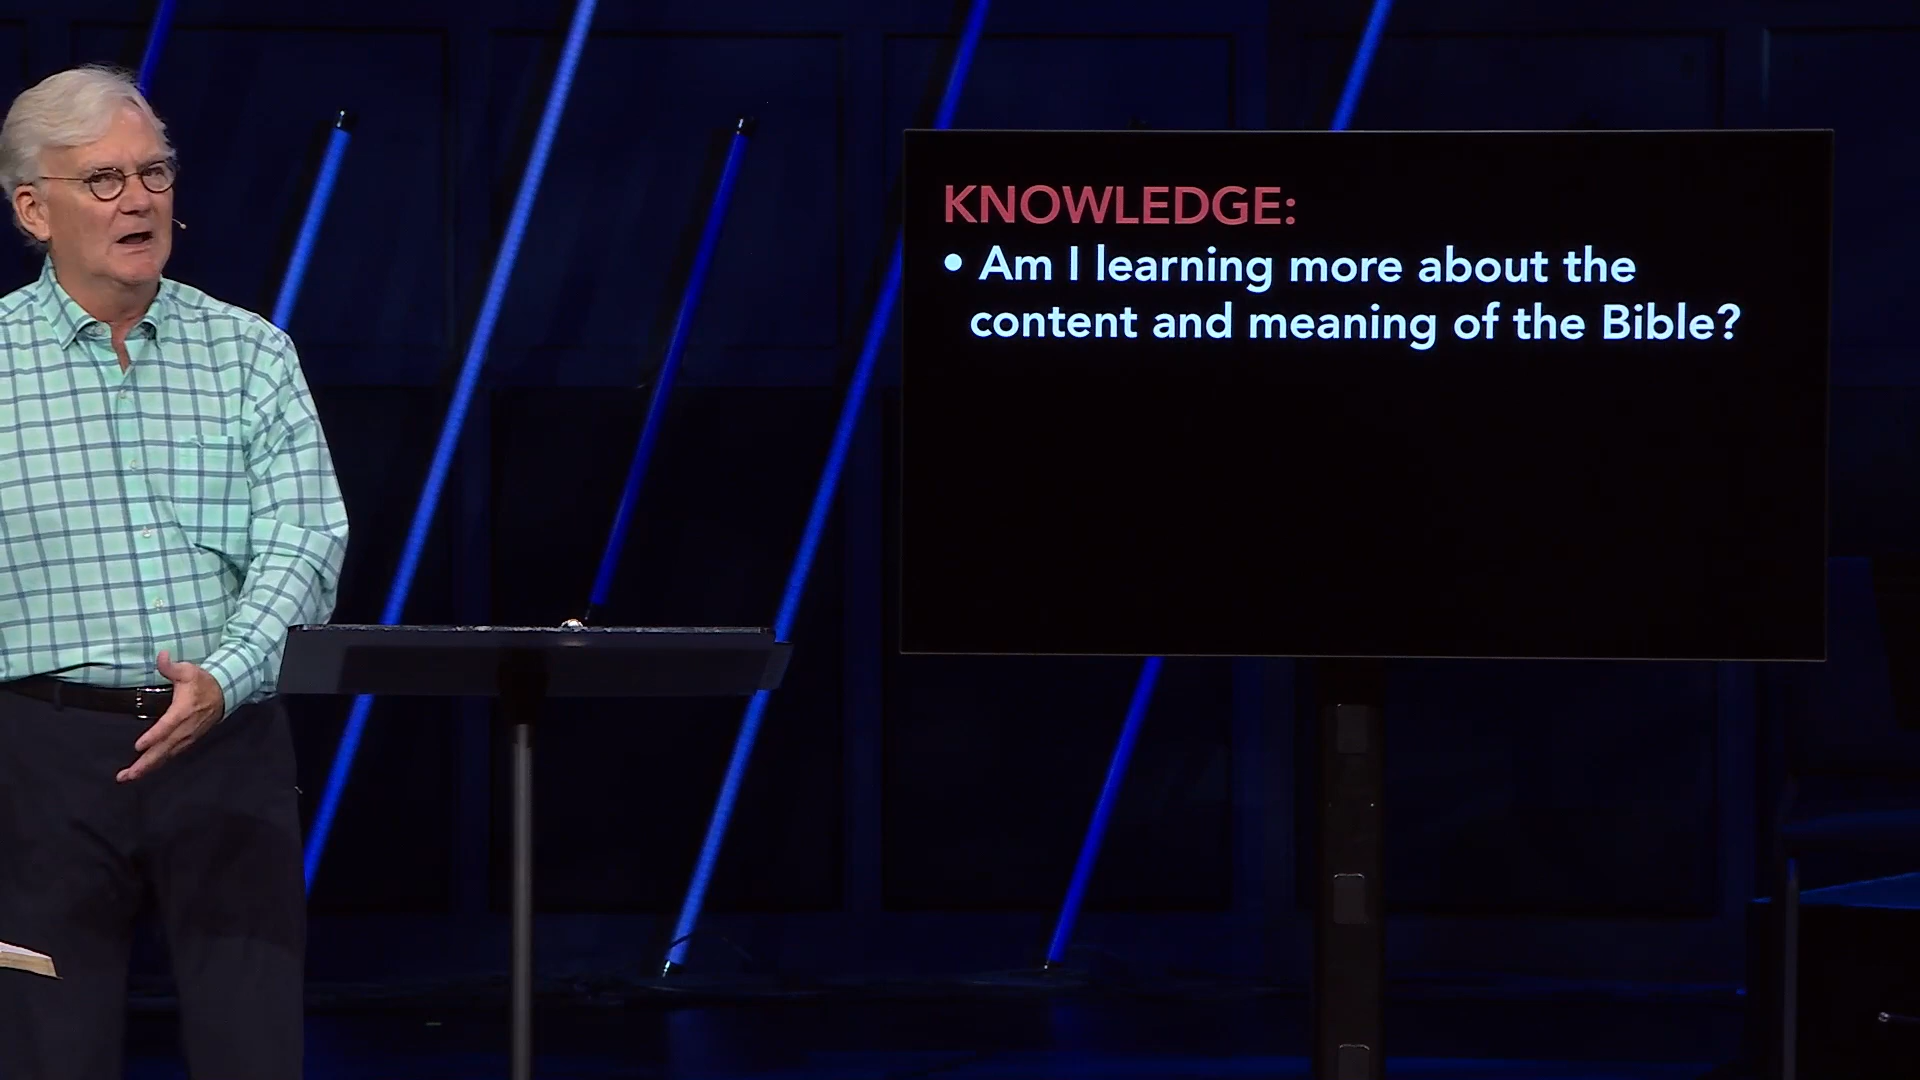 KNOWLEDGE:
• Am I learning more about the
content and meaning of the Bible?